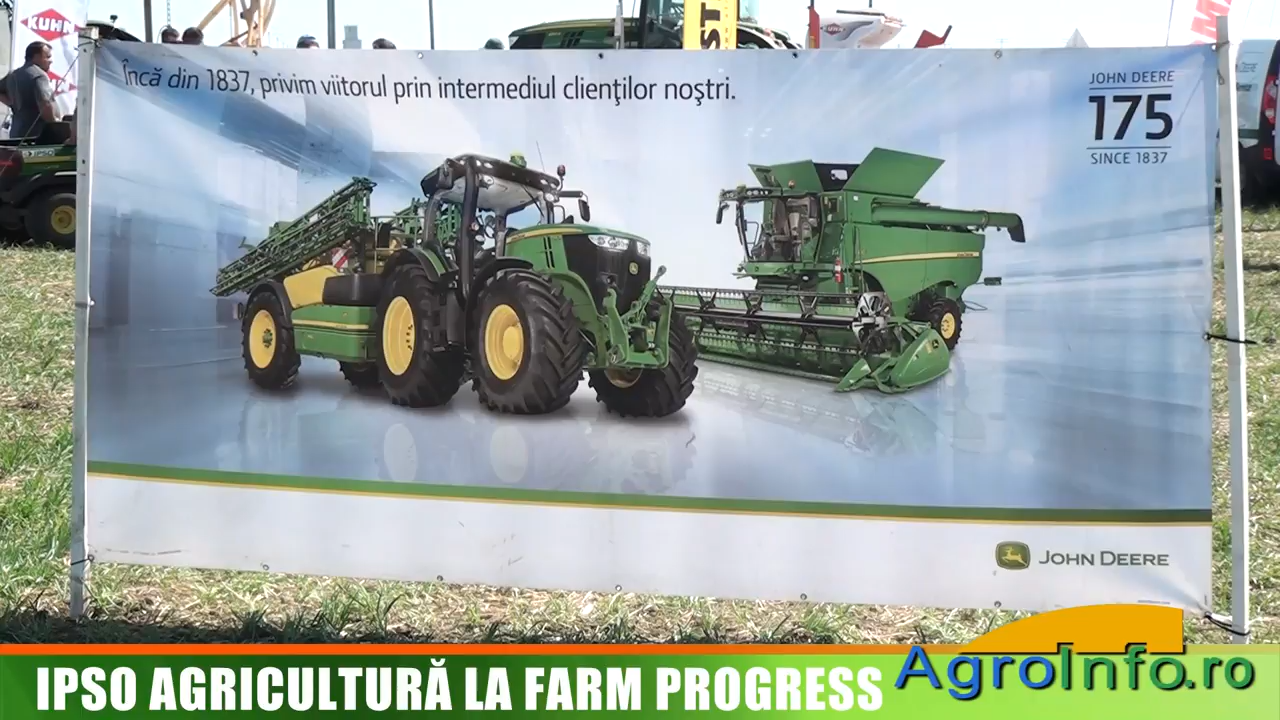 KUHN
ST
Încă din 1837, privim viitorul prin intermediul clienţilor noştri.
JOHN DEERE
175
SINCE 1837
JOHN DEERE
IPSO AGRICULTURĂ LA FARM PROGRESS
AgroInfo.ro